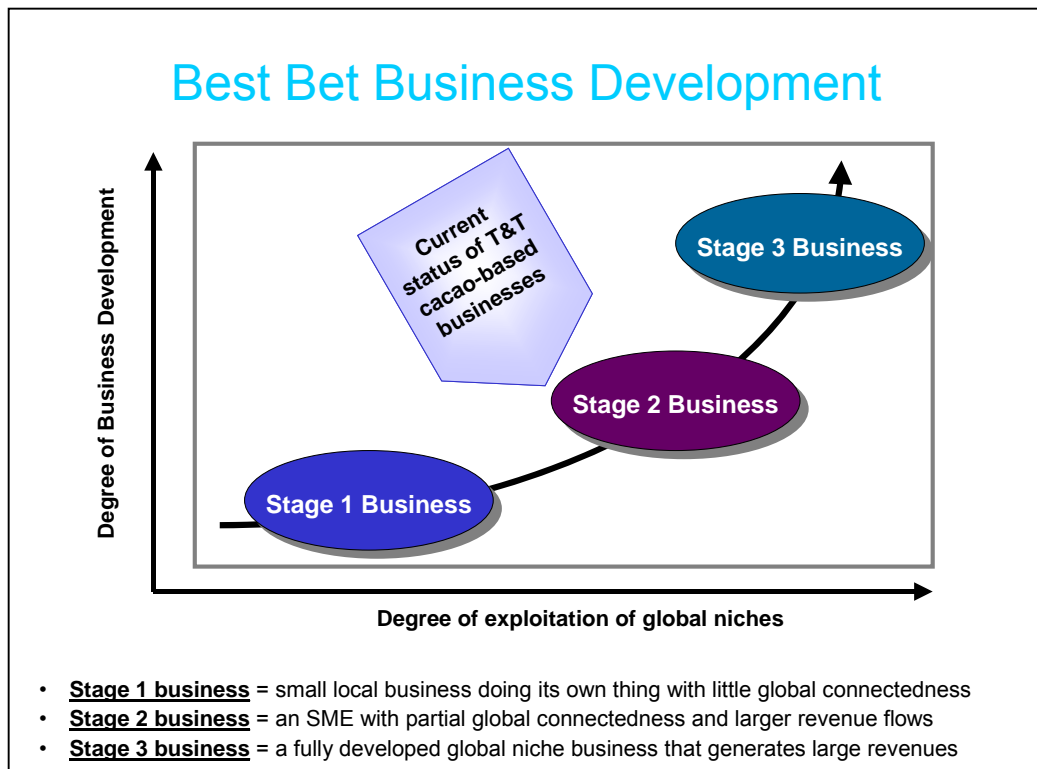 Best Bet Business Development
Degree of Business Development
Current
status of T&T
cacao-based
businesses
Stage 3 Business
Stage 2 Business
Stage 1 Business
Degree of exploitation of global niches
• Stage 1 business = small local business doing its own thing with little global connectedness
• Stage 2 business = an SME with partial global connectedness and larger revenue flows
• Stage 3 business = a fully developed global niche business that generates large revenues